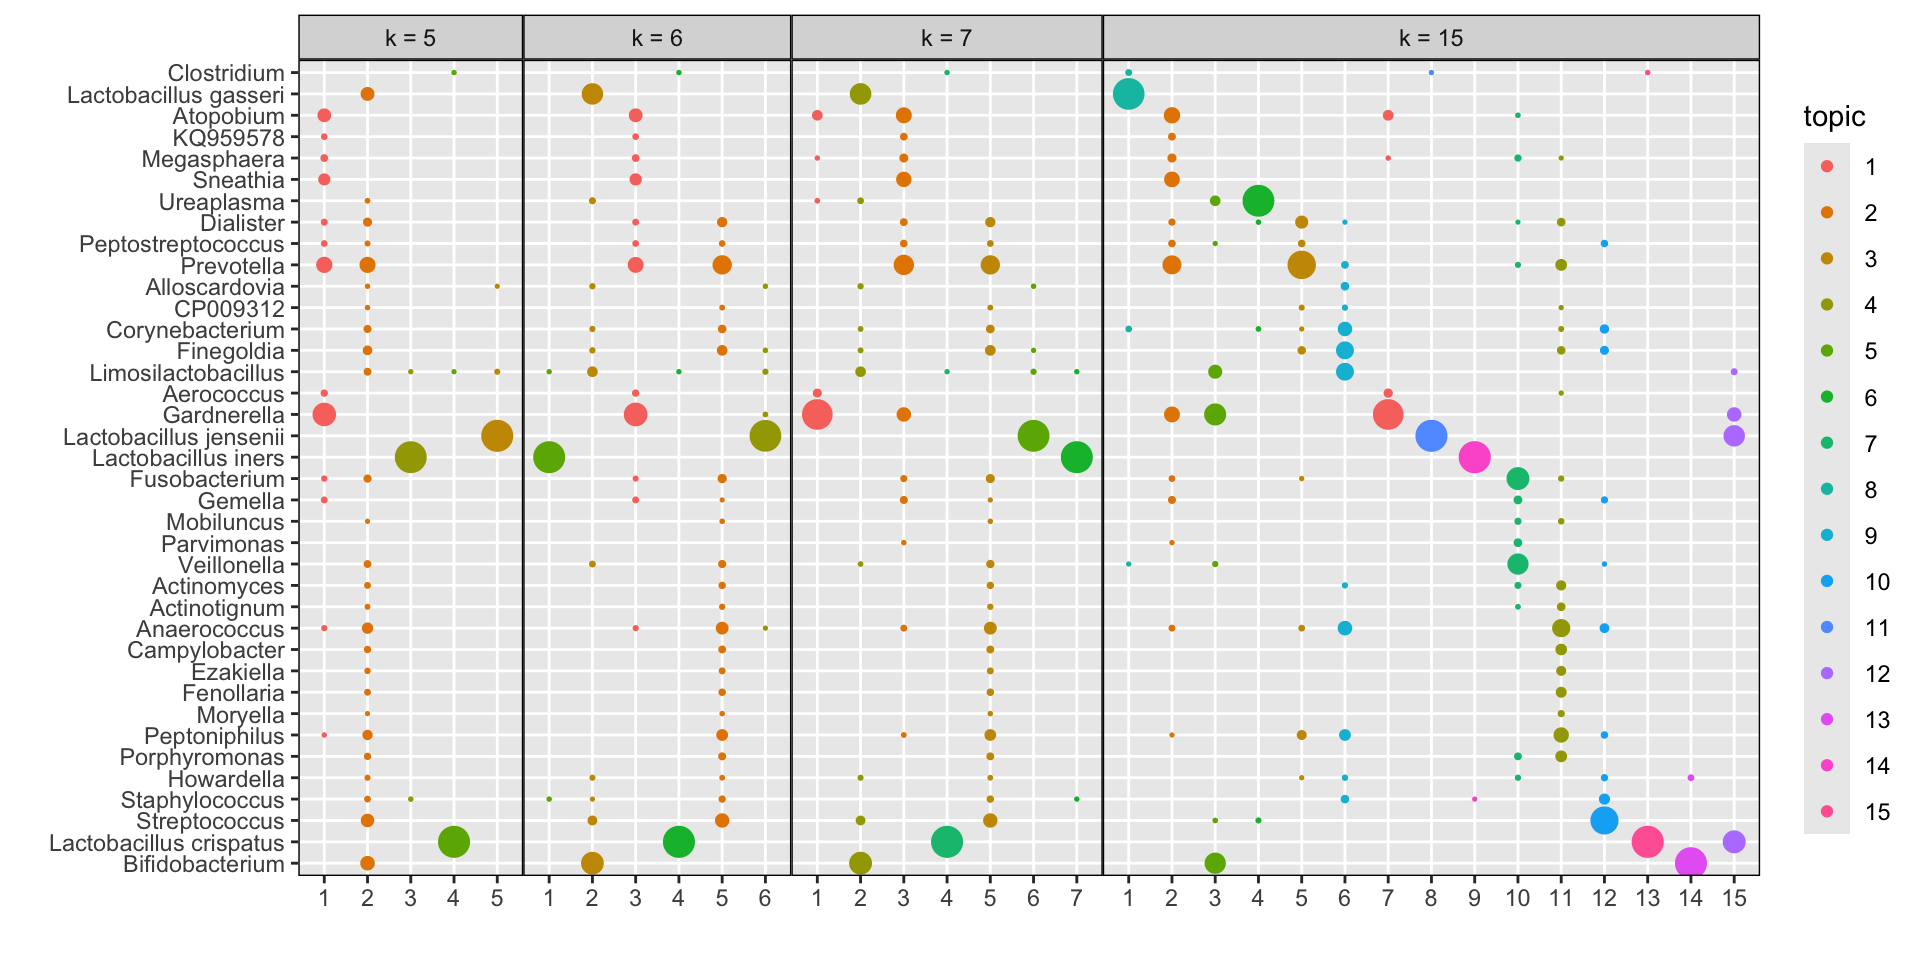 k = 5 k = 6 k = 7 k = 15
Clostridium
Lactobacillus gasseri
Atopobium
KQ959578
Megasphaera
Sneathia
Ureaplasma
Dialister
Peptostreptococcus
Prevotella
Alloscardovia
CP009312
Corynebacterium
Finegoldia
Limosilactobacillus
Aerococcus
Gardnerella
Lactobacillus jensenii
Lactobacillus iners
Fusobacterium
Gemella
Mobiluncus
Parvimonas
Veillonella
Actinomyces
Actinotignum
Anaerococcus
Campylobacter
Ezakiella
Fenollaria
Moryella
Peptoniphilus
Porphyromonas
Howardella
Staphylococcus
Streptococcus
Lactobacillus crispatus
Bifidobacterium
1 2 3 4 5 1 2 3 4 5 6 1 2 3 4 5 6 7 1 2 3 4 5 6 7 8 9 10 11 12 13 14 15
topic
1
2
3
4
5
6
7
8
9
10
11
12
13
14
15